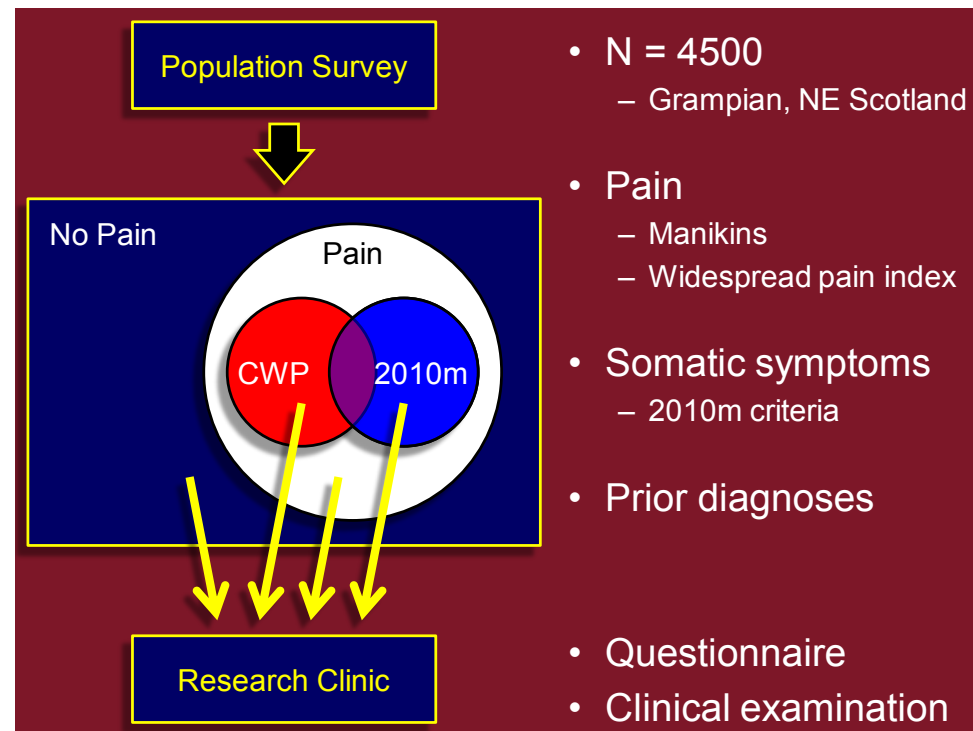 Population Survey
No Pain
Pain
CWP
2010m
Research Clinic
• N = 4500
– Grampian, NE Scotland
• Pain
– Manikins
– Widespread pain index
• Somatic symptoms
– 2010m criteria
• Prior diagnoses
• Questionnaire
• Clinical examination